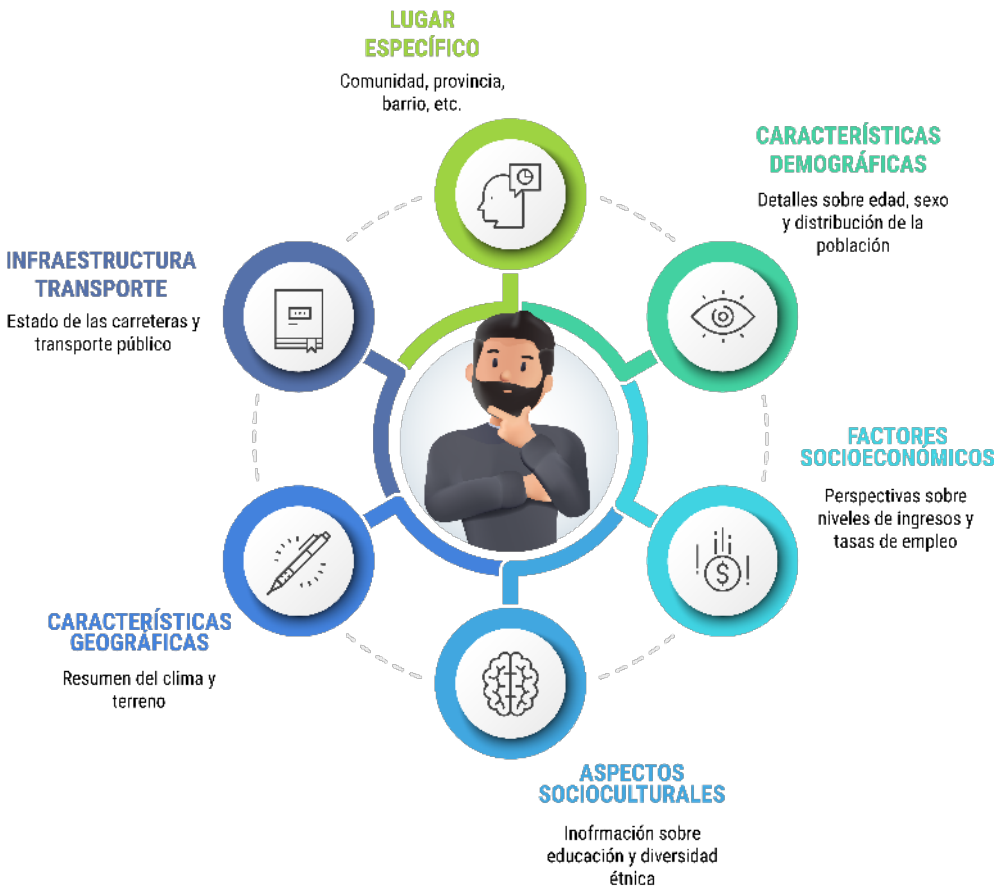 LUGAR
ESPECÍFICO
Comunidad, provincia,
barrio, etc.
CARACTERÍSTICAS
DEMOGRÁFICAS
Detalles sobre edad, sexo
y distribución de la
población
FACTORES
SOCIOECONÓMICOS
Perspectivas sobre
niveles de ingresos y
tasas de empleo
ASPECTOS
SOCIOCULTURALES
Inofrmación sobre
educación y diversidad
étnica
CARACTERÍSTICAS
GEOGRÁFICAS
Resumen del clima y
terreno
INFRAESTRUCTURA
TRANSPORTE
Estado de las carreteras y
transporte público
$